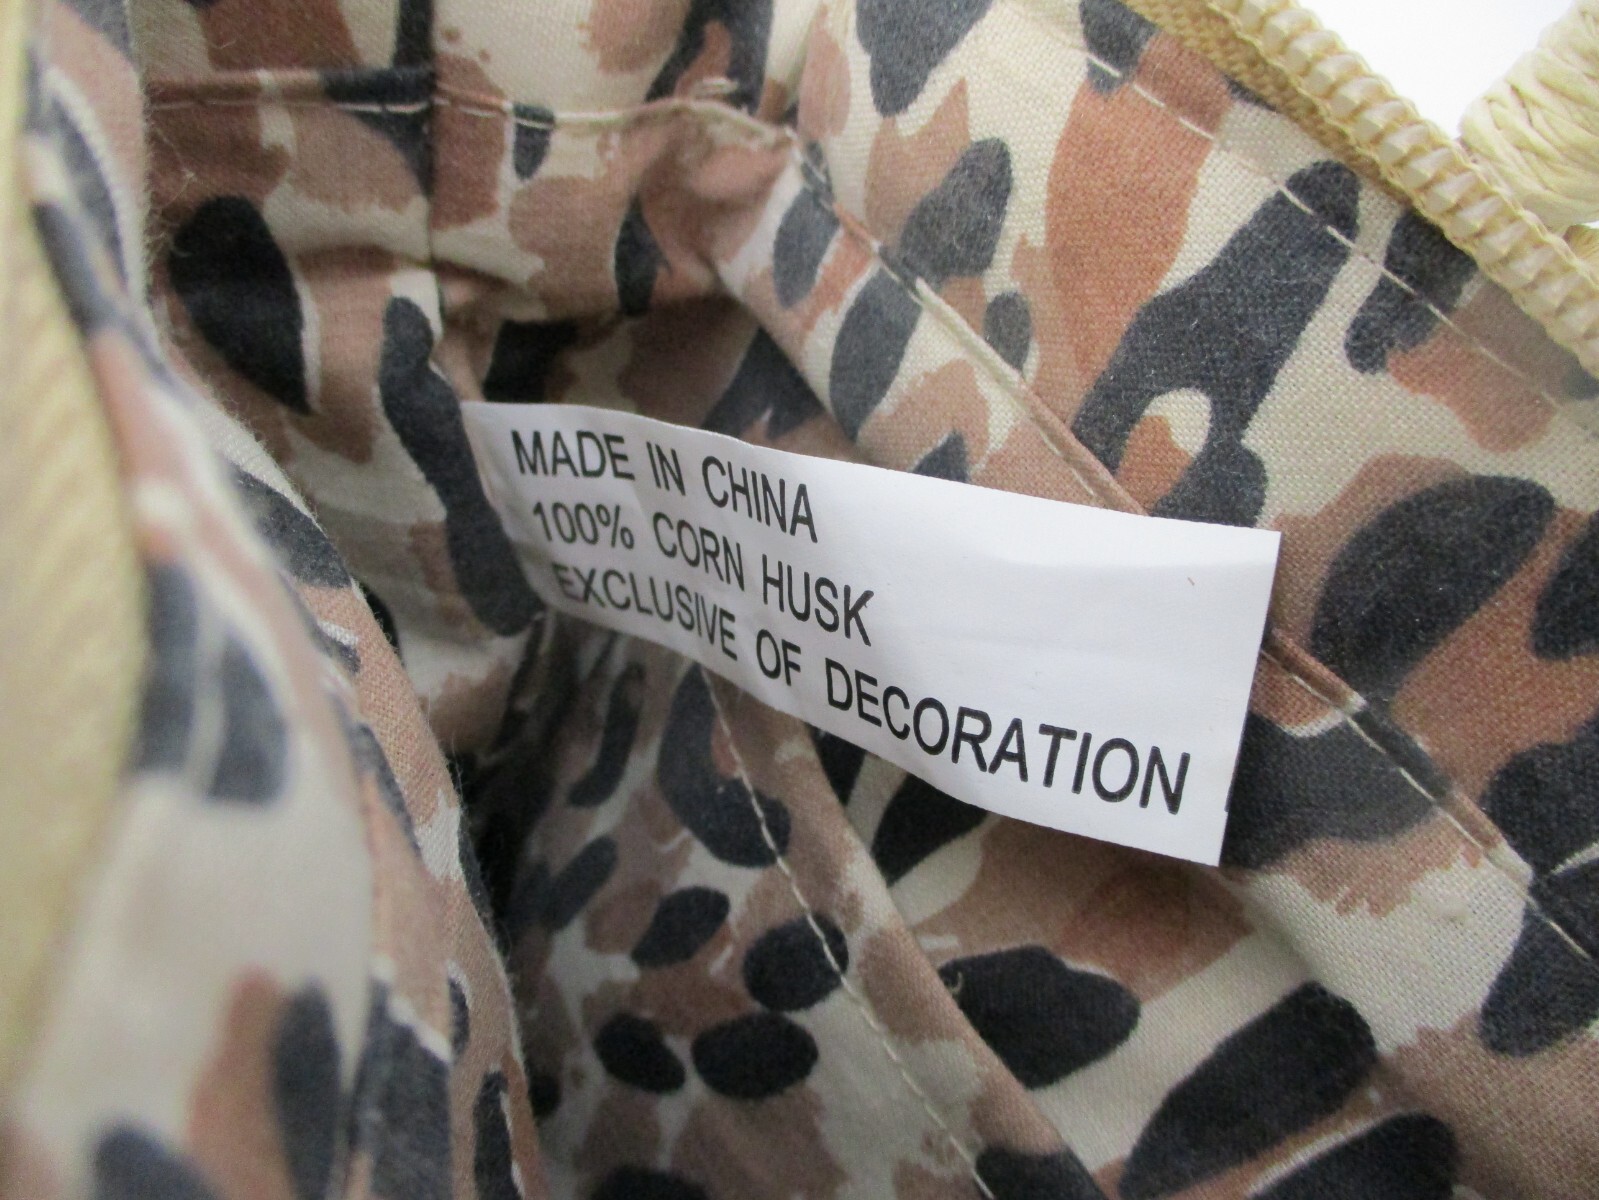 MADE IN CHINA
100% CORN HUSK
EXCLUSIVE OF DECORATION